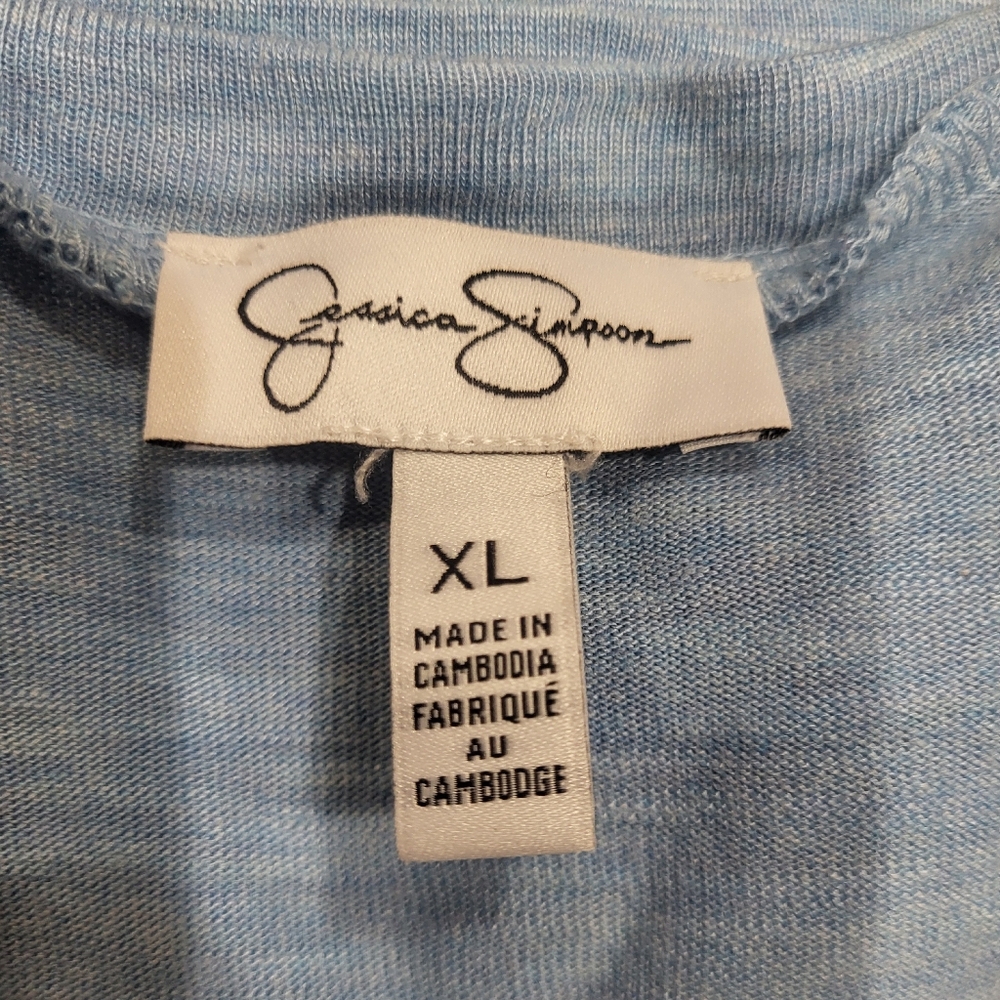 Jessica Simpson
XL
MADE IN
CAMBODIA
FABRIQUÉ
AU
CAMBODGE